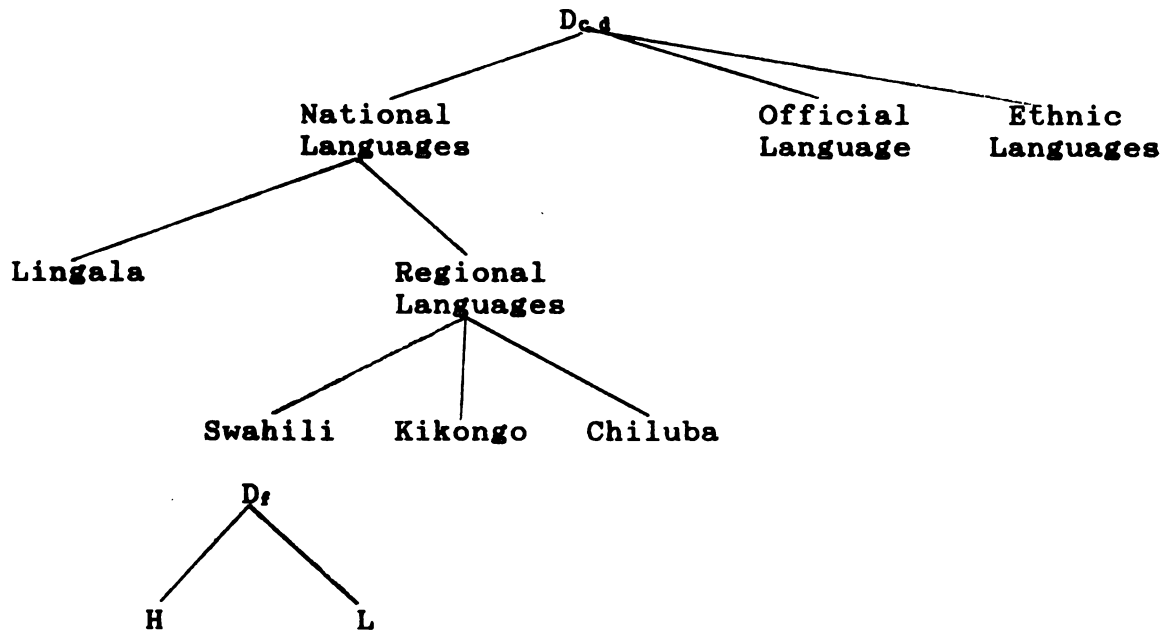 Dc,d
National Official Ethnic
Languages Language Languages
Lingala Regional
Languages
Swahili Kikongo Chiluba
Df
H L